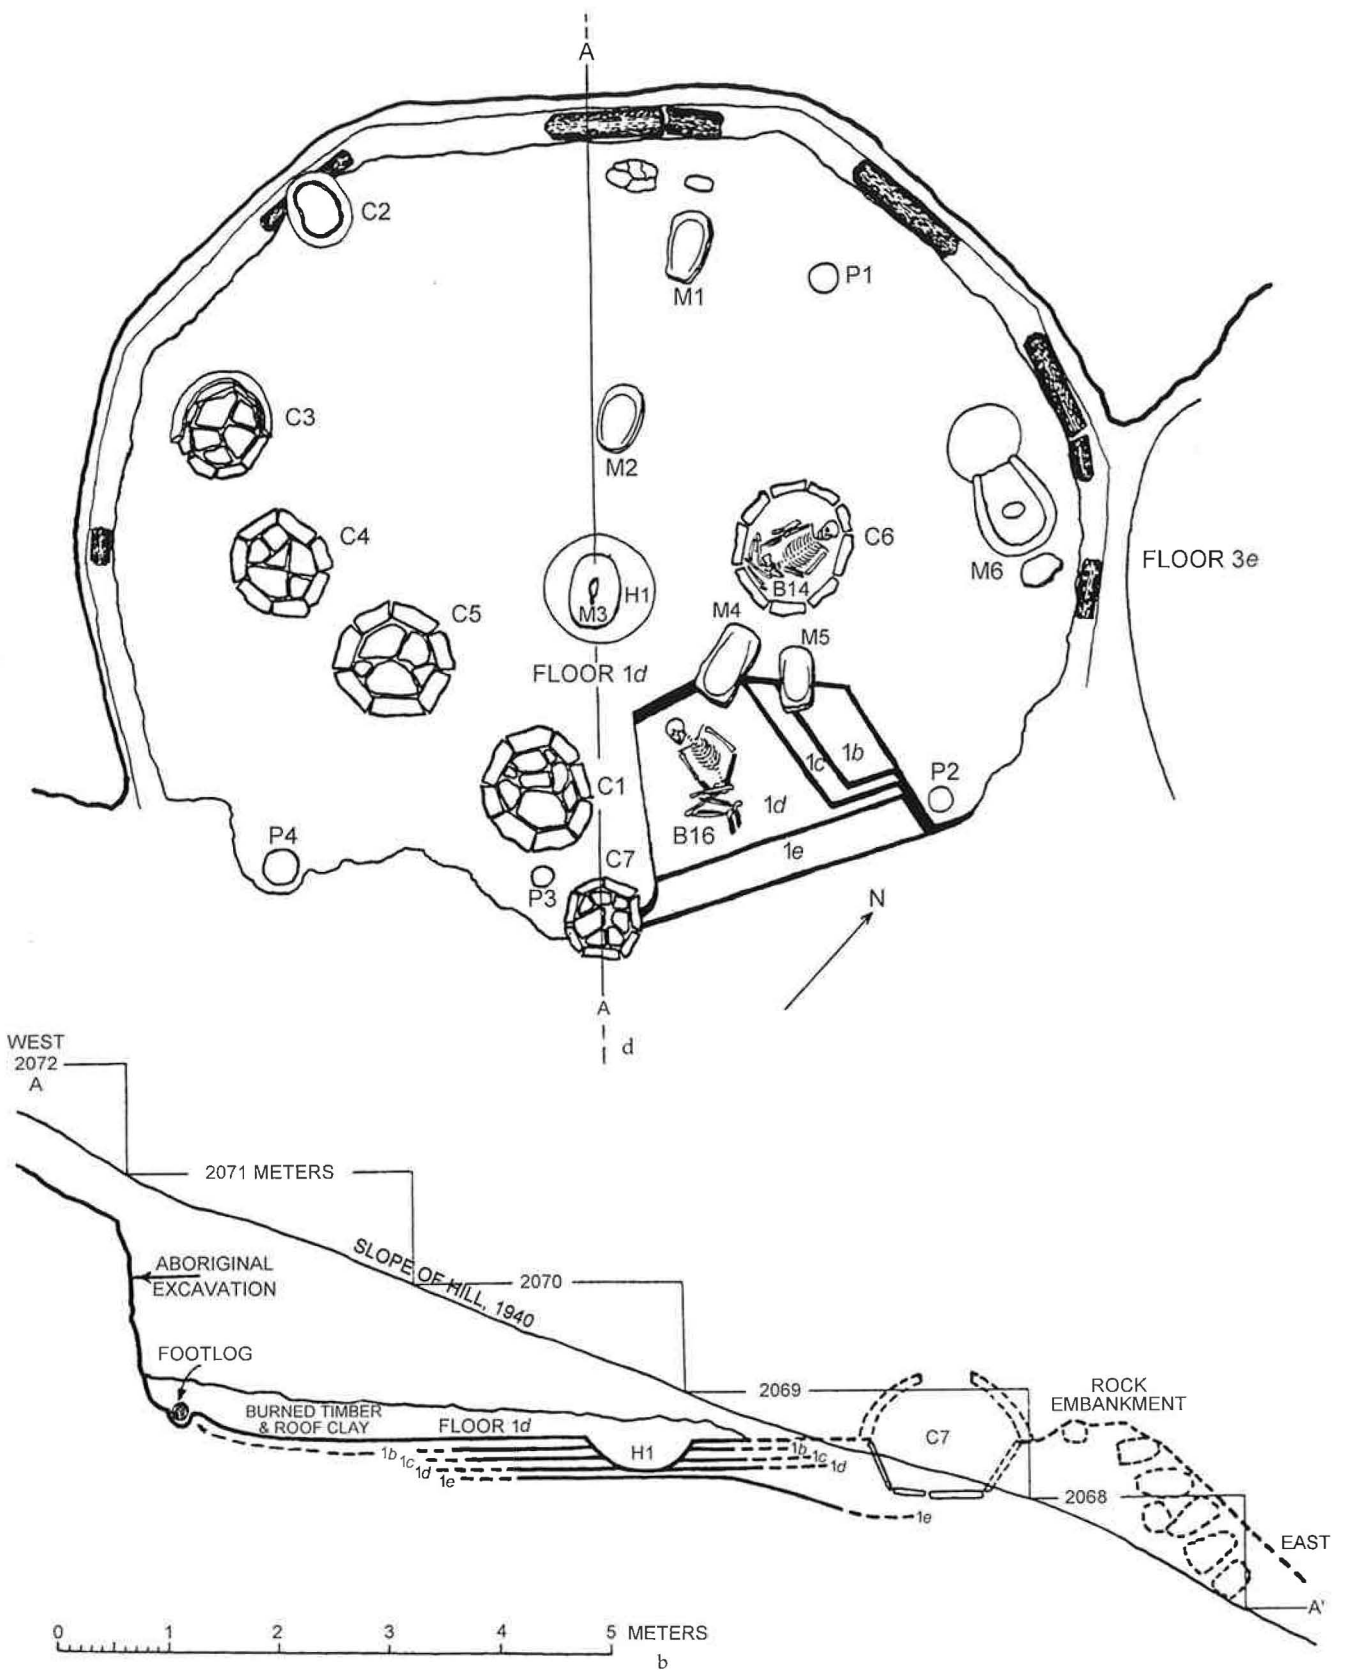 A
C2
M1
P1
C3
M2
C4
C6
M6
FLOOR 3e
B14
H1
M3
C5
M4
M5
FLOOR 1d
1b
1c
C1
P2
1d
B16
1e
P4
C7
P3
N
A
d
WEST
2072
A
2071 METERS
SLOPE OF HILL, 1940
2070
ABORIGINAL
EXCAVATION
FOOTLOG
2069
ROCK
EMBANKMENT
BURNED TIMBER
& ROOF CLAY
FLOOR 1d
H1
C7
1b 1c 1d 1e
1b 1c 1d
2068
1e
EAST
A'
0 1 2 3 4 5 METERS
b